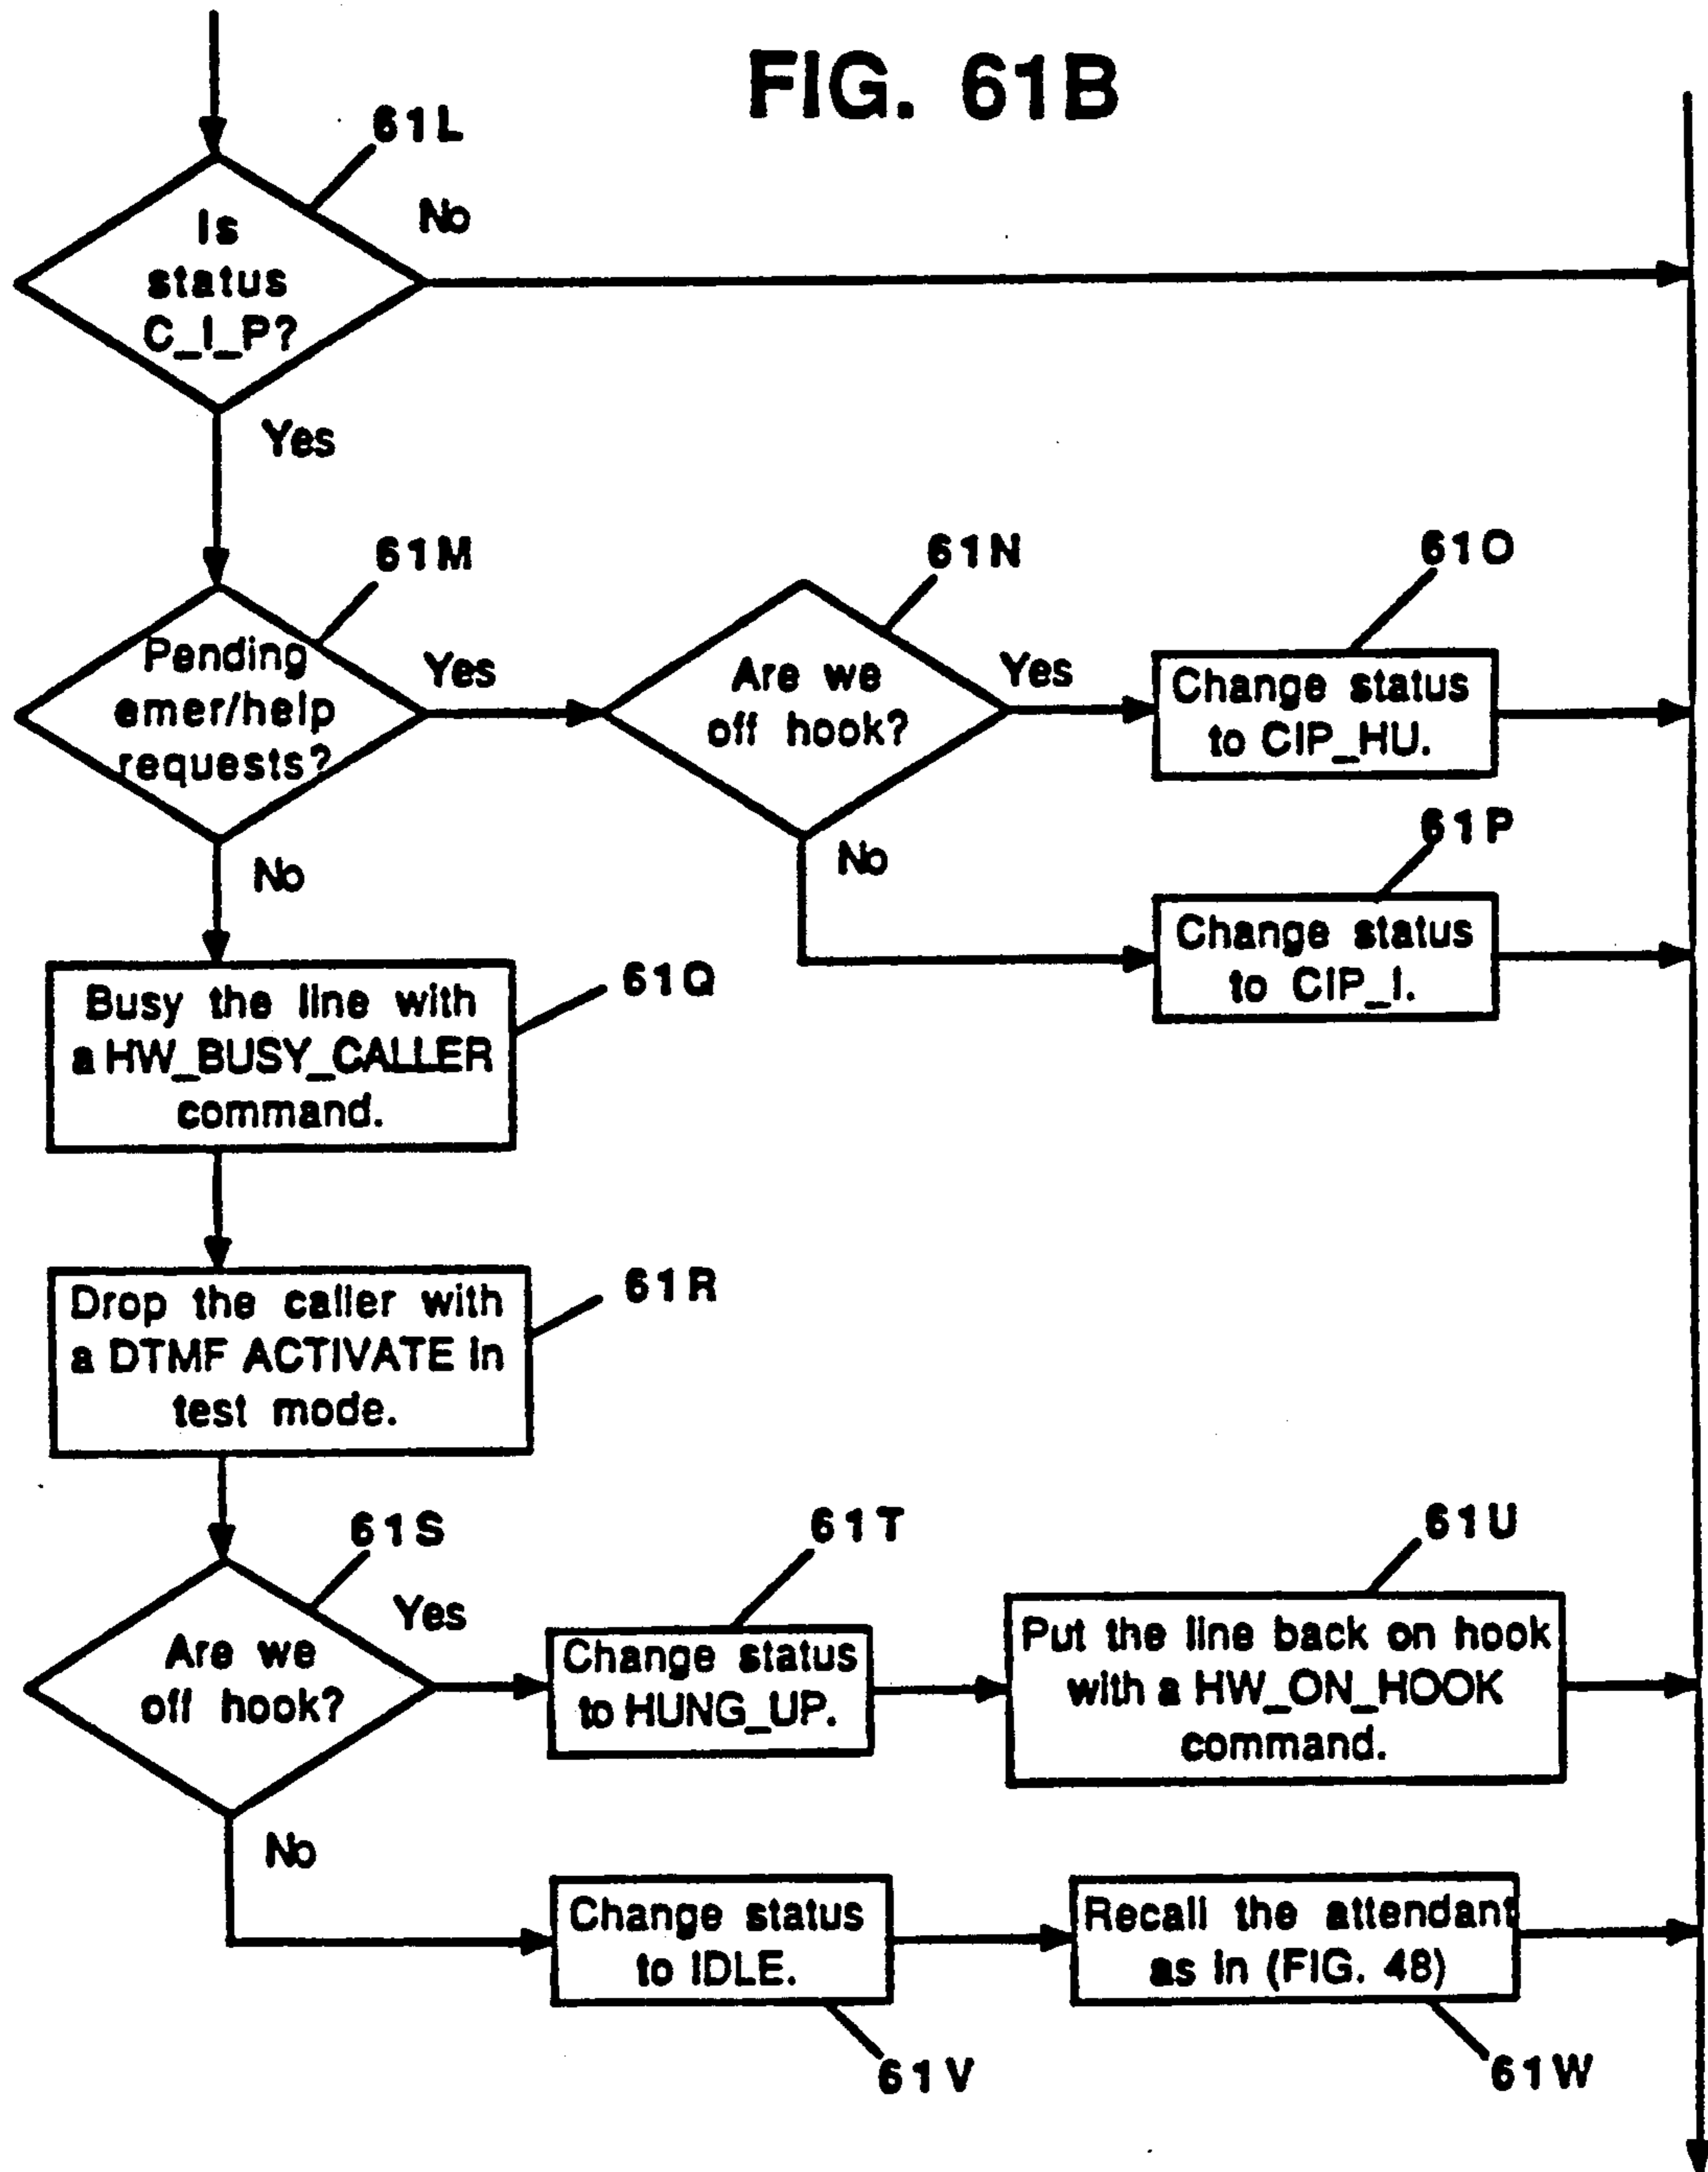 FIG. 61B
61L
Is
status
C_I_P?
No
Yes
61M
Pending
emer/help
requests?
Yes
No
61N
Are we
off hook?
Yes
No
61O
Change status
to CIP_HU.
61P
Change status
to CIP_I.
61Q
Busy the line with
a HW_BUSY_CALLER
command.
61R
Drop the caller with
a DTMF ACTIVATE in
test mode.
61S
Are we
off hook?
Yes
No
61T
Change status
to HUNG_UP.
61U
Put the line back on hook
with a HW_ON_HOOK
command.
Change status
to IDLE.
61V
Recall the attendant
as in (FIG. 48)
61W